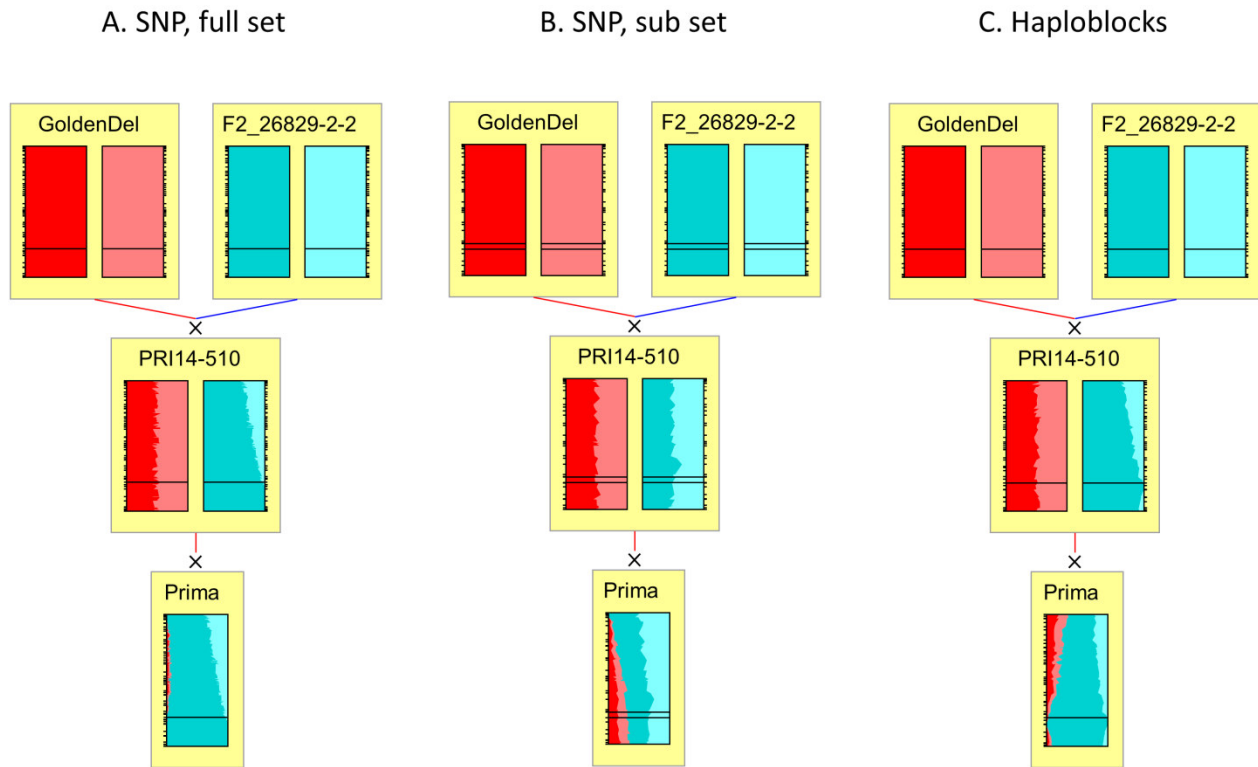 A. SNP, full set
B. SNP, sub set
C. Haploblocks
GoldenDel
F2_26829-2-2
GoldenDel
F2_26829-2-2
GoldenDel
F2_26829-2-2
×
×
×
PRI14-510
PRI14-510
PRI14-510
×
×
×
Prima
Prima
Prima